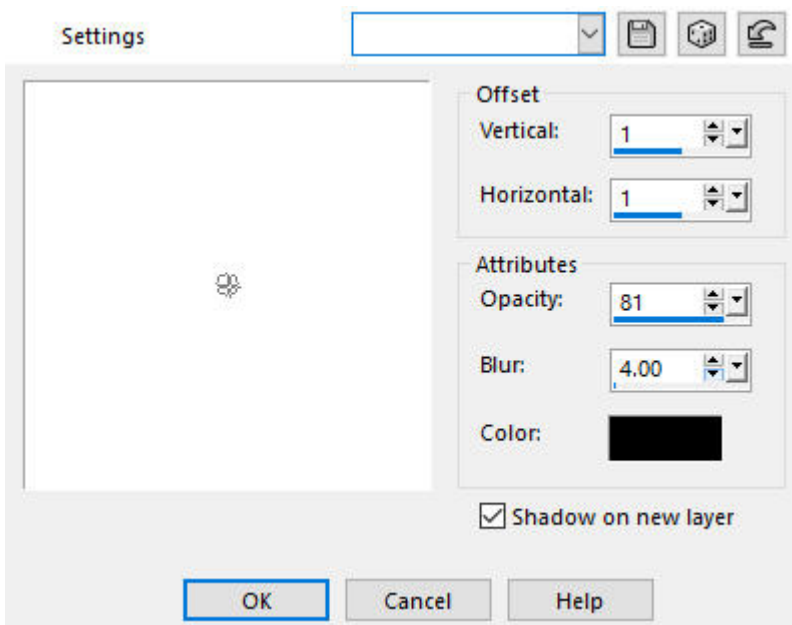 Settings
Offset
Vertical: 1
Horizontal: 1
Attributes
Opacity: 81
Blur: 4.00
Color:
Shadow on new layer
OK Cancel Help